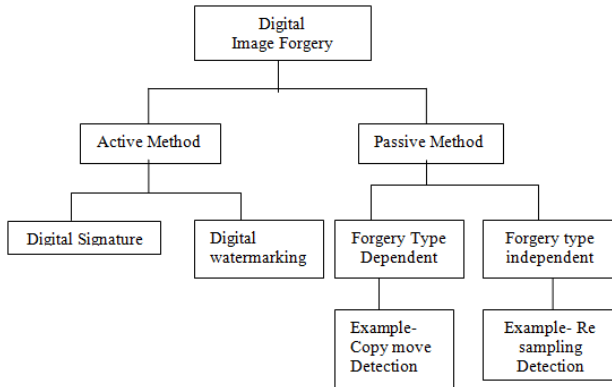 Digital
Image Forgery
Active Method
Passive Method
Digital Signature
Digital
watermarking
Forgery Type
Dependent
Forgery type
independent
Example-
Copy move
Detection
Example- Re
sampling
Detection